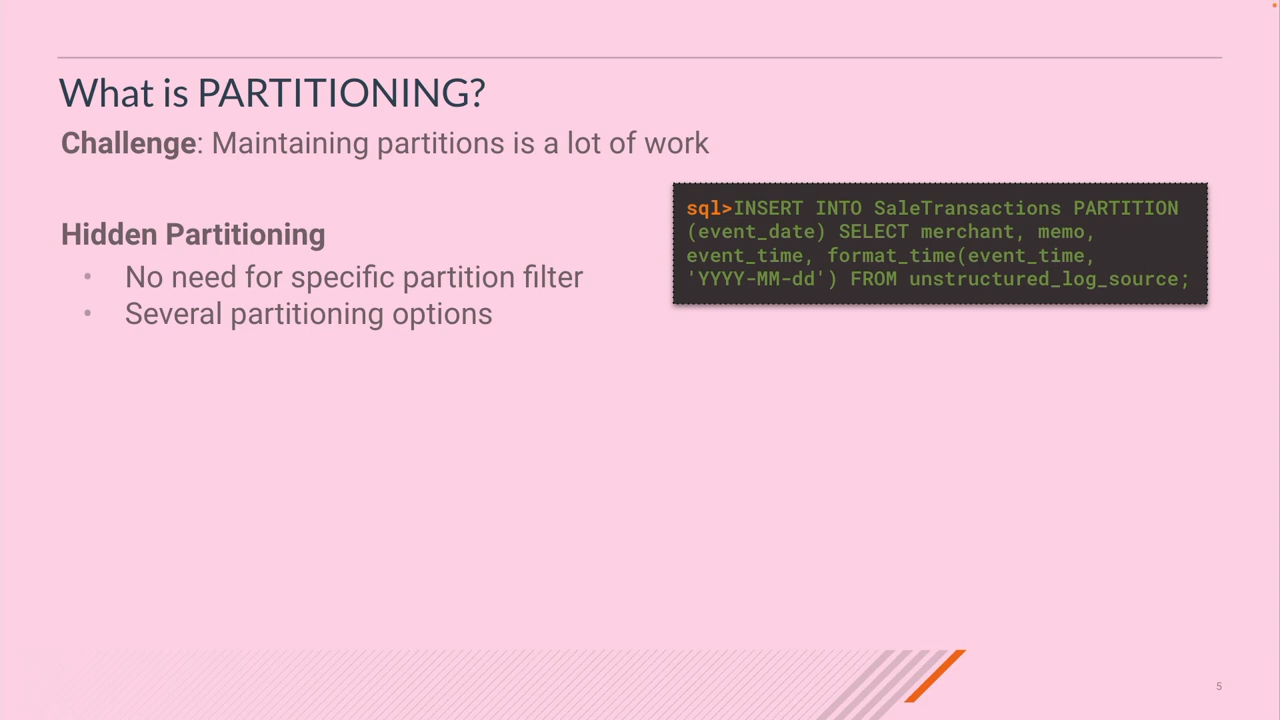 What is PARTITIONING?
Challenge: Maintaining partitions is a lot of work
Hidden Partitioning
• No need for specific partition filter
• Several partitioning options
sql>INSERT INTO SaleTransactions PARTITION
(event_date) SELECT merchant, memo,
event_time, format_time(event_time,
'YYYY-MM-dd') FROM unstructured_log_source;
5